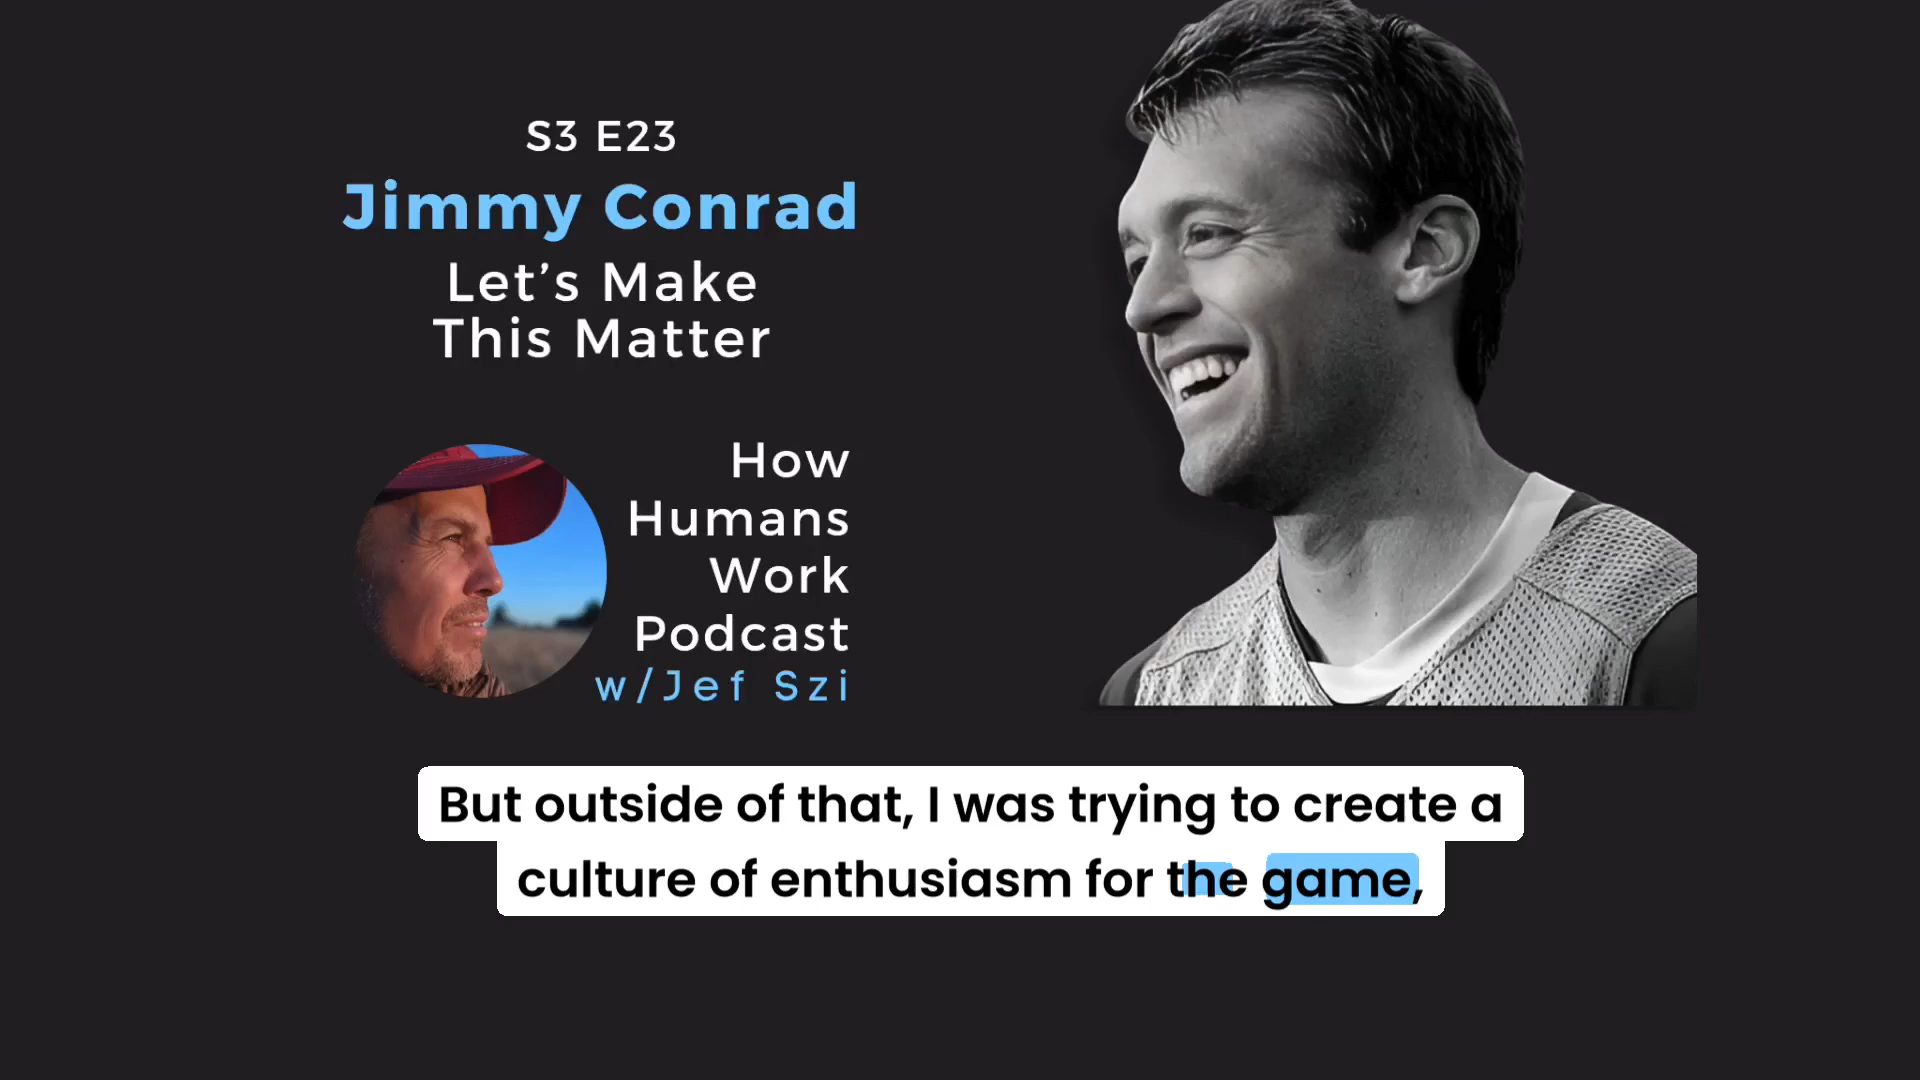 S3 E23
Jimmy Conrad
Let’s Make
This Matter
How
Humans
Work
Podcast
w/Jef Szi
But outside of that, I was trying to create a
culture of enthusiasm for the game,